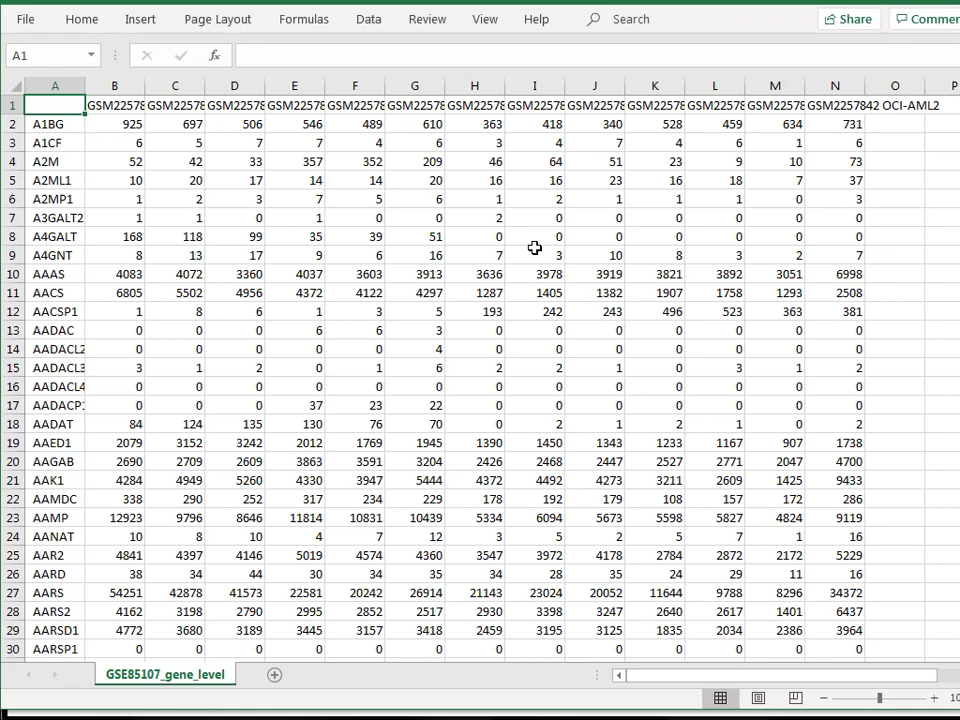 File Home Insert Page Layout Formulas Data Review View Help Search Share Commen
A1 fx
A B C D E F G H I J K L M N O P
1 GSM22578 GSM22578 GSM22578 GSM22578 GSM22578 GSM22578 GSM22578 GSM22578 GSM22578 GSM22578 GSM22578 GSM22578 GSM2257842 OCI-AML2
2 A1BG 925 697 506 546 489 610 363 418 340 528 459 634 731
3 A1CF 6 5 7 7 4 6 3 4 7 4 6 1 6
4 A2M 52 42 33 357 352 209 46 64 51 23 9 10 73
5 A2ML1 10 20 17 14 14 20 16 16 23 16 18 7 37
6 A2MP1 1 2 3 7 5 6 1 2 1 1 1 0 3
7 A3GALT2 1 1 0 1 0 0 2 0 0 0 0 0 0
8 A4GALT 168 118 99 35 39 51 0 0 0 0 0 0 0
9 A4GNT 8 13 17 9 6 16 7 3 10 8 3 2 7
10 AAAS 4083 4072 3360 4037 3603 3913 3636 3978 3919 3821 3892 3051 6998
11 AACS 6805 5502 4956 4372 4122 4297 1287 1405 1382 1907 1758 1293 2508
12 AACSP1 1 8 6 1 3 5 193 242 243 496 523 363 381
13 AADAC 0 0 0 6 6 3 0 0 0 0 0 0 0
14 AADACL2 0 0 0 0 0 4 0 0 0 0 0 0 0
15 AADACL3 3 1 2 0 1 6 2 2 1 0 3 1 2
16 AADACL4 0 0 0 0 0 0 0 0 0 0 0 0 0
17 AADACP1 0 0 0 37 23 22 0 0 0 0 0 0 0
18 AADAT 84 124 135 130 76 70 0 2 1 2 1 0 2
19 AAED1 2079 3152 3242 2012 1769 1945 1390 1450 1343 1233 1167 907 1738
20 AAGAB 2690 2709 2609 3863 3591 3204 2426 2468 2447 2527 2771 2047 4700
21 AAK1 4284 4949 5260 4330 3947 5444 4372 4492 4273 3211 2609 1425 9433
22 AAMDC 338 290 252 317 234 229 178 192 179 108 157 172 286
23 AAMP 12923 9796 8646 11814 10831 10439 5334 6094 5673 5598 5827 4824 9119
24 AANAT 10 8 10 4 7 12 3 5 2 5 7 1 16
25 AAR2 4841 4397 4146 5019 4574 4360 3547 3972 4178 2784 2872 2172 5229
26 AARD 38 34 44 30 34 35 34 28 35 24 29 11 16
27 AARS 54251 42878 41573 22581 20242 26914 21143 23024 20052 11644 9788 8296 34372
28 AARS2 4162 3198 2790 2995 2852 2517 2930 3398 3247 2640 2617 1401 6437
29 AARSD1 4772 3680 3189 3445 3157 3418 2459 3195 3125 1835 2034 2386 3964
30 AARSP1 0 0 0 0 0 0 0 0 0 0 0 0 0
GSE85107_gene_level
10